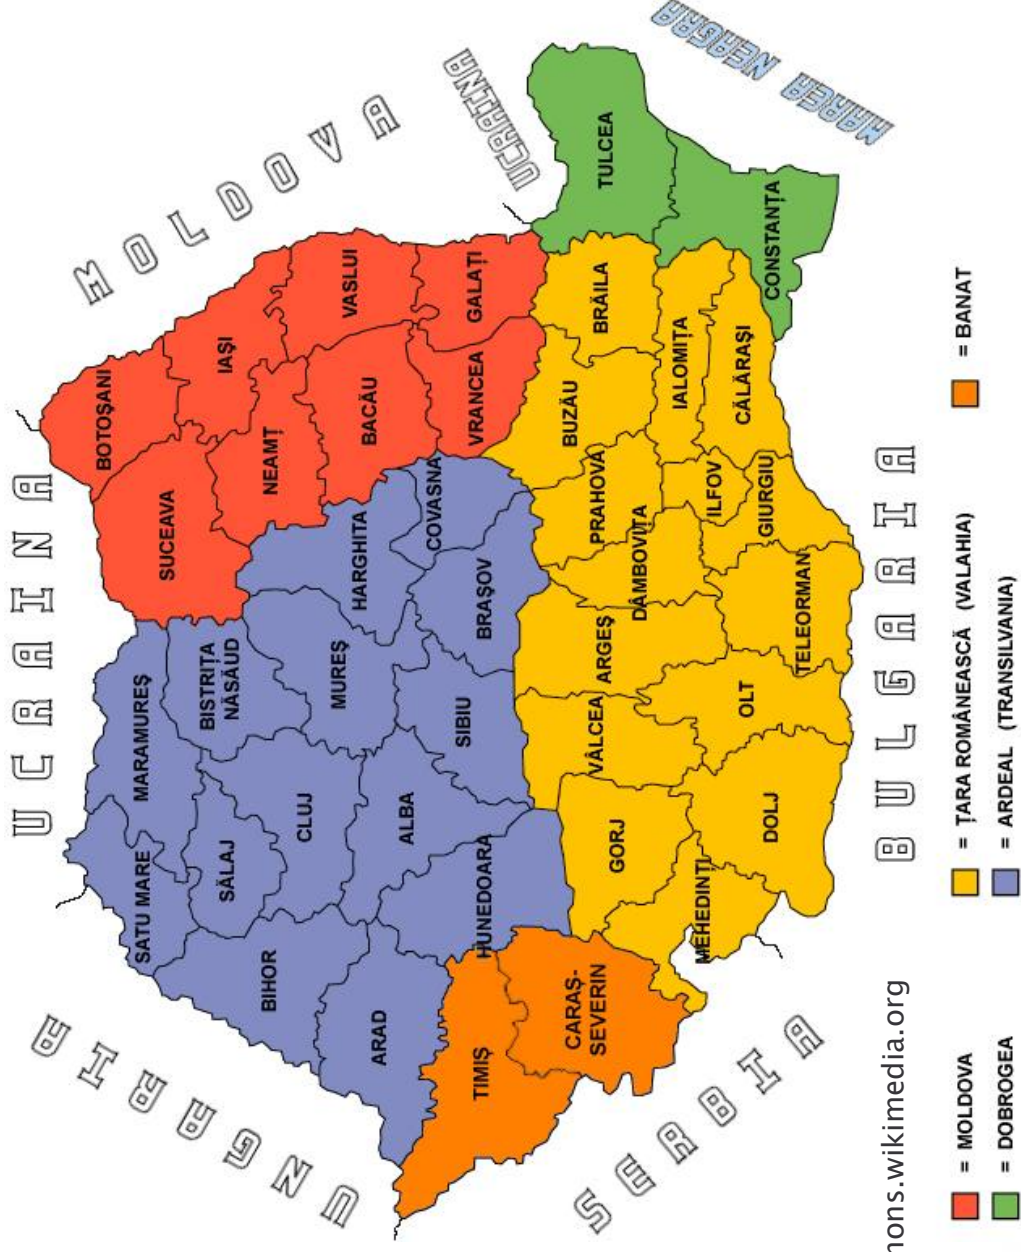 UCRAINA
MOLDOVA
UCRAINA
MAREA NEAGRA
UNGARIA
SERBIA
BULGARIA
SATU MARE
MARAMUREȘ
SUCEAVA
BOTOȘANI
SĂLAJ
BISTRIȚA
NĂSĂUD
IAȘI
BIHOR
CLUJ
NEAMȚ
MUREȘ
HARGHITA
BACĂU
VASLUI
ARAD
ALBA
HUNEDOARA
SIBIU
BRAȘOV
COVASNA
VRANCEA
GALAȚI
TIMIȘ
CARAȘ-
SEVERIN
GORJ
VÂLCEA
ARGEȘ
DÂMBOVIȚA
PRAHOVA
BUZĂU
BRĂILA
TULCEA
MEHEDINȚI
DOLJ
OLT
TELEORMAN
GIURGIU
ILFOV
IALOMIȚA
CĂLĂRAȘI
CONSTANȚA
nons.wikimedia.org
= MOLDOVA
= ȚARA ROMÂNEASCĂ (VALAHIA)
= BANAT
= DOBROGEA
= ARDEAL (TRANSILVANIA)